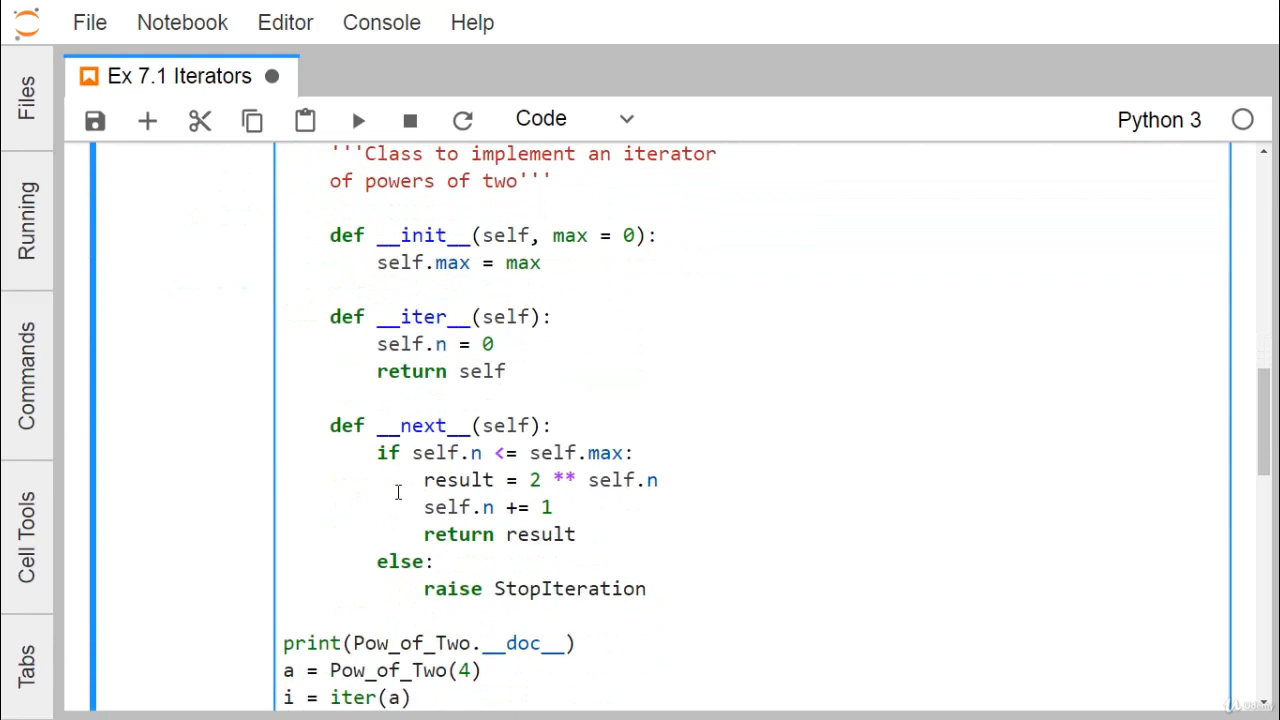 File Notebook Editor Console Help
Ex 7.1 Iterators
Code Python 3
Files
Running
Commands
Cell Tools
Tabs
'''Class to implement an iterator
of powers of two'''
def __init__(self, max = 0):
self.max = max
def __iter__(self):
self.n = 0
return self
def __next__(self):
if self.n <= self.max:
result = 2 ** self.n
self.n += 1
return result
else:
raise StopIteration
print(Pow_of_Two.__doc__)
a = Pow_of_Two(4)
i = iter(a)
Udemy